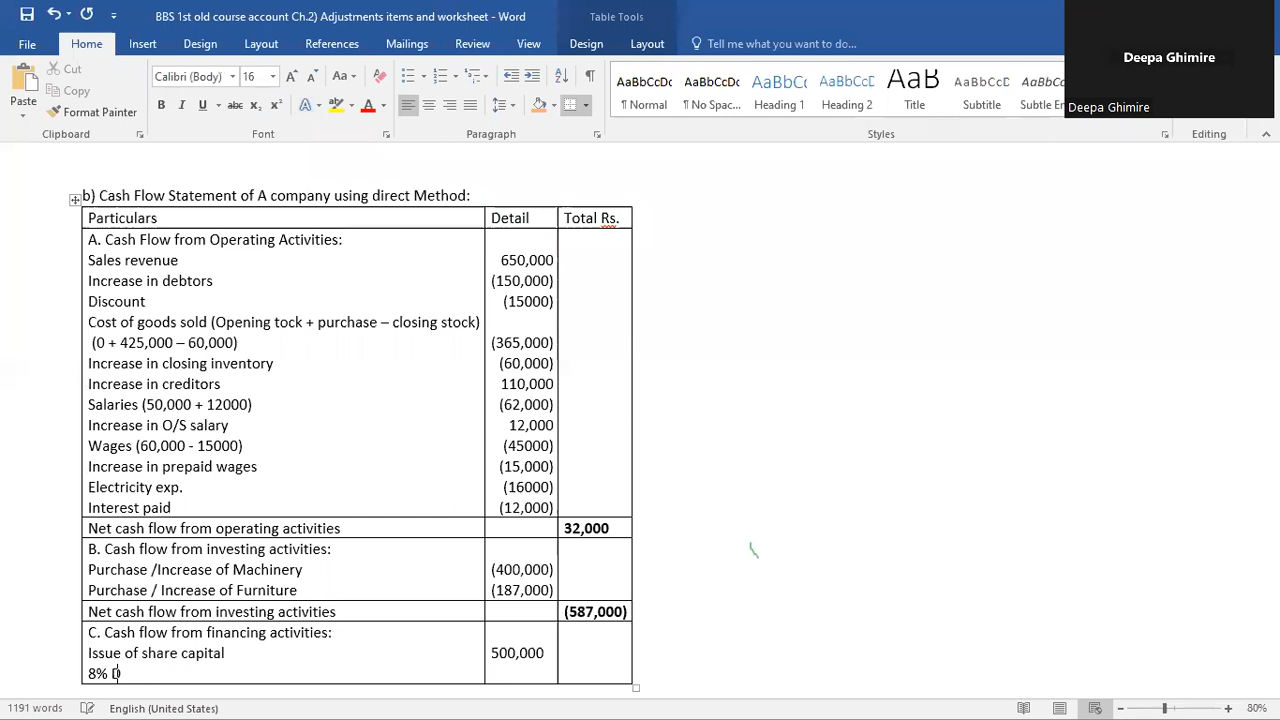 BBS 1st old course account Ch.2) Adjustments items and worksheet - Word
Table Tools
File Home Insert Design Layout References Mailings Review View Design Layout Tell me what you want to do...
Deepa Ghimire
Deepa Ghimire
Paste
Cut
Copy
Format Painter
Calibri (Body) 16
AaBbCcDc ¶ Normal
AaBbCcDc ¶ No Spac...
AaBbCc Heading 1
AaBbCcC Heading 2
AaB Title
AaBbCcC Subtitle
AaBbCcDt Subtle Em
Clipboard Font Paragraph Styles Editing
b) Cash Flow Statement of A company using direct Method:
Particulars Detail Total Rs.
A. Cash Flow from Operating Activities:
Sales revenue 650,000
Increase in debtors (150,000)
Discount (15000)
Cost of goods sold (Opening tock + purchase – closing stock)
(0 + 425,000 – 60,000) (365,000)
Increase in closing inventory (60,000)
Increase in creditors 110,000
Salaries (50,000 + 12000) (62,000)
Increase in O/S salary 12,000
Wages (60,000 - 15000) (45000)
Increase in prepaid wages (15,000)
Electricity exp. (16000)
Interest paid (12,000)
Net cash flow from operating activities 32,000
B. Cash flow from investing activities:
Purchase /Increase of Machinery (400,000)
Purchase / Increase of Furniture (187,000)
Net cash flow from investing activities (587,000)
C. Cash flow from financing activities:
Issue of share capital 500,000
8% D
1191 words English (United States) 80%